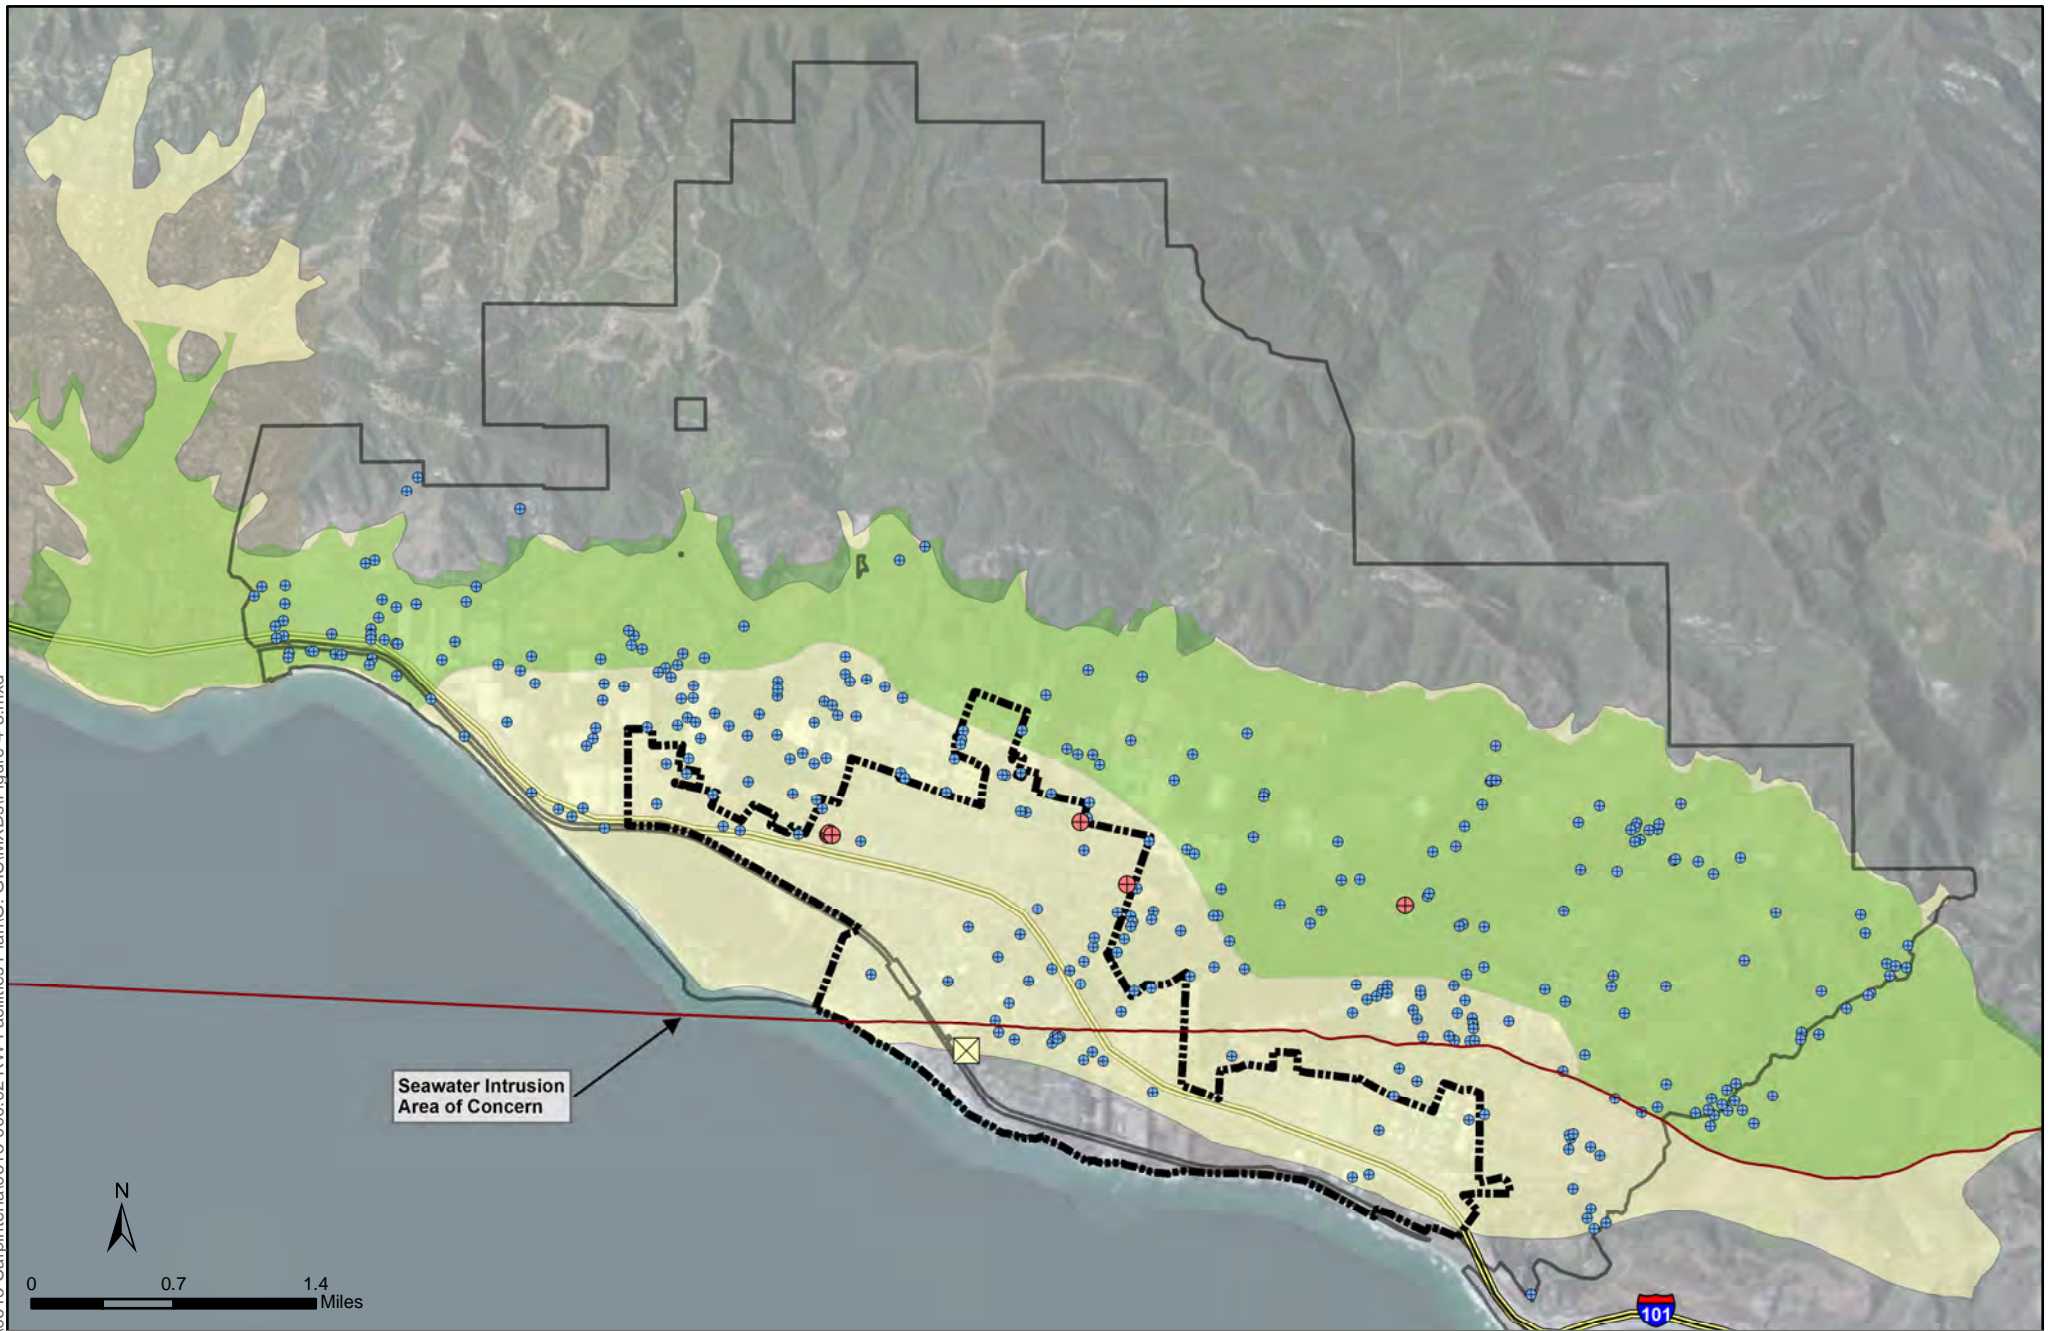 Seawater Intrusion
Area of Concern
N
0 0.7 1.4
Miles
101